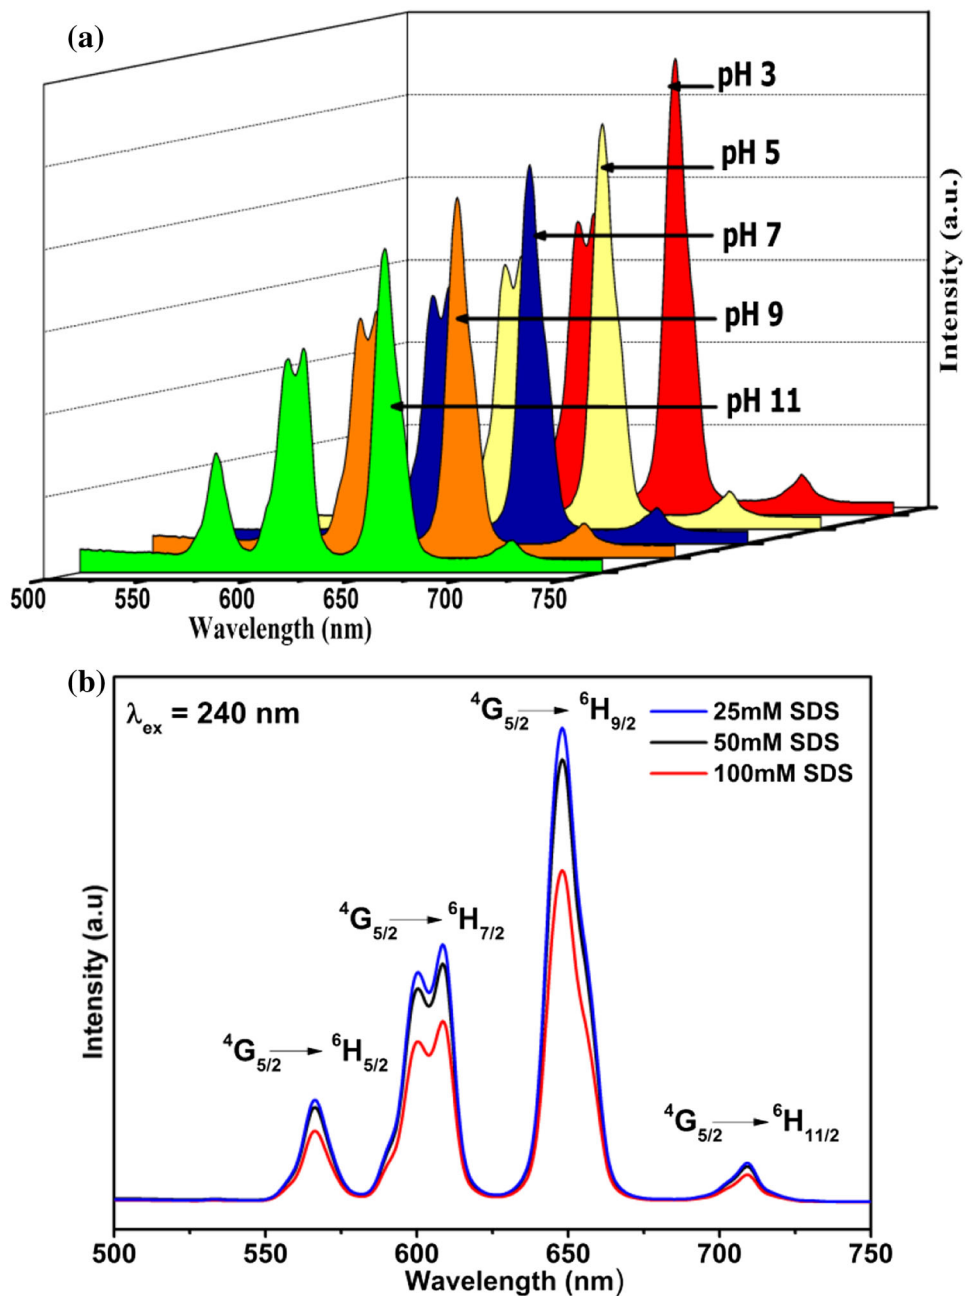 (a)
pH 3
pH 5
pH 7
pH 9
pH 11
Intensity (a.u.)
500 550 600 650 700 750
Wavelength (nm)
(b)
λex = 240 nm
4G5/2 → 6H9/2
25mM SDS
50mM SDS
100mM SDS
4G5/2 → 6H7/2
4G5/2 → 6H5/2
4G5/2 → 6H11/2
Intensity (a.u)
500 550 600 650 700 750
Wavelength (nm)